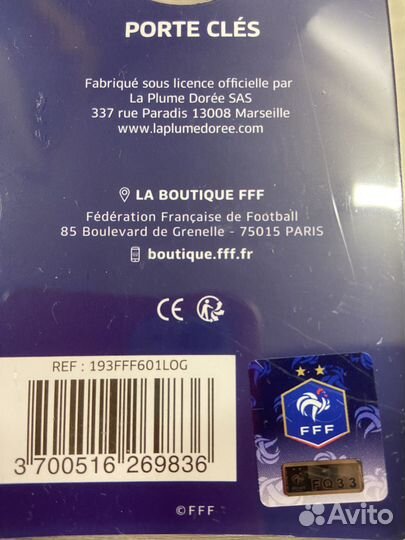 PORTE CLÉS
Fabriqué sous licence officielle par
La Plume Dorée SAS
337 rue Paradis 13008 Marseille
www.laplumedoree.com
LA BOUTIQUE FFF
Fédération Française de Football
85 Boulevard de Grenelle - 75015 PARIS
boutique.fff.fr
CE
REF : 193FFF601LOG
3 700516 269836
FFF
FQ33
©FFF
Avito